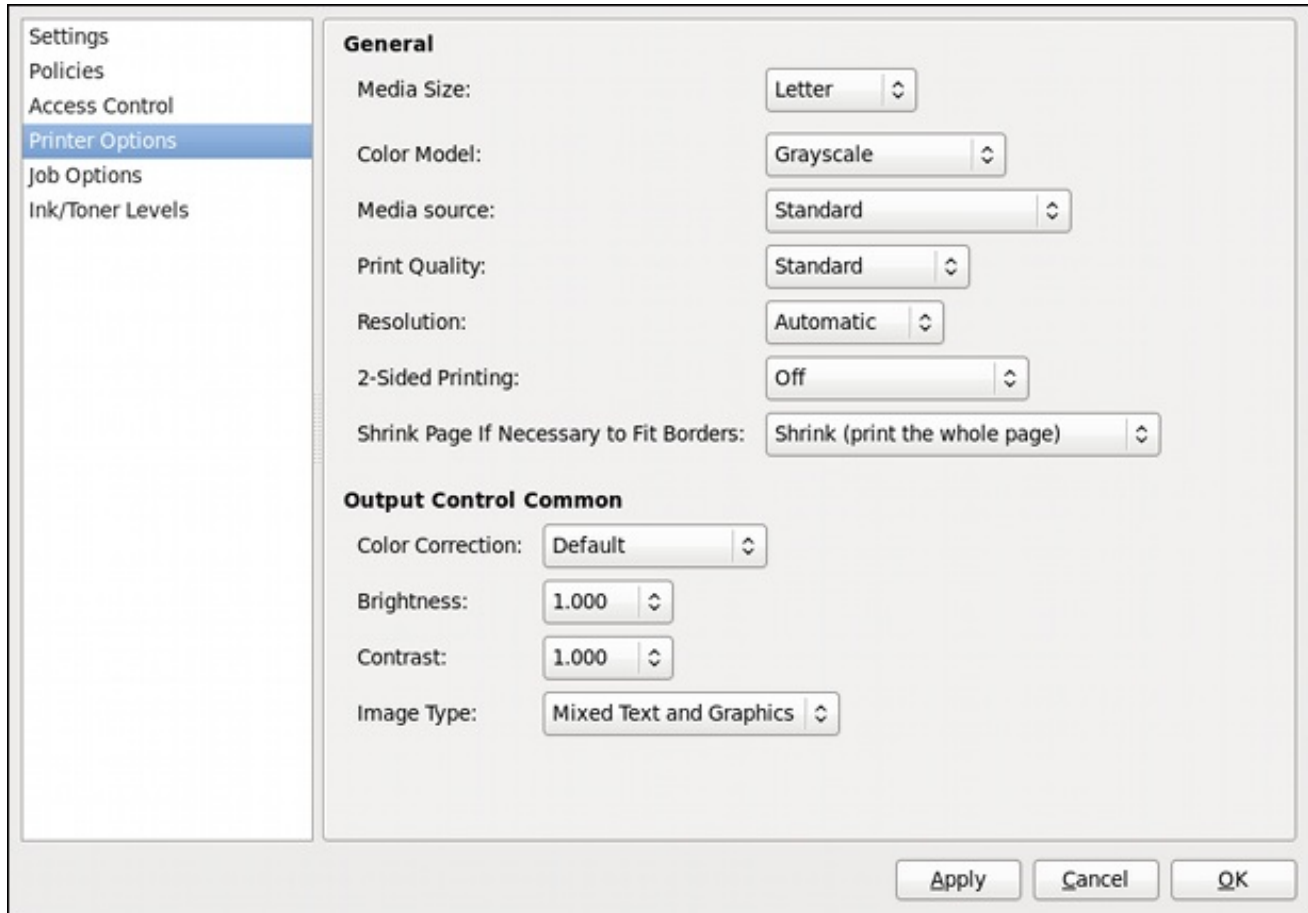 Settings
Policies
Access Control
Printer Options
Job Options
Ink/Toner Levels
General
Media Size: Letter
Color Model: Grayscale
Media source: Standard
Print Quality: Standard
Resolution: Automatic
2-Sided Printing: Off
Shrink Page If Necessary to Fit Borders: Shrink (print the whole page)
Output Control Common
Color Correction: Default
Brightness: 1.000
Contrast: 1.000
Image Type: Mixed Text and Graphics
Apply Cancel OK